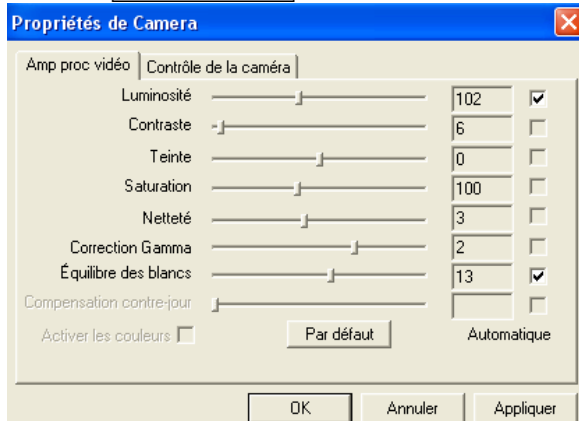 Propriétés de Camera
Amp proc vidéo Contrôle de la caméra
Luminosité 102
Contraste 6
Teinte 0
Saturation 100
Netteté 3
Correction Gamma 2
Équilibre des blancs 13
Compensation contre-jour
Activer les couleurs Par défaut Automatique
OK Annuler Appliquer